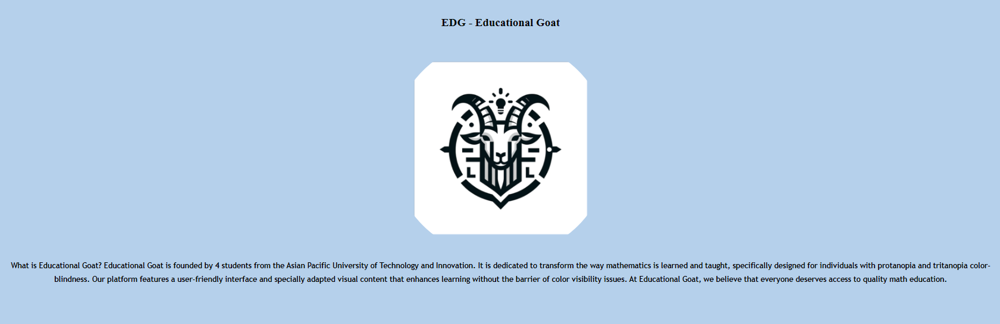 EDG - Educational Goat
What is Educational Goat? Educational Goat is founded by 4 students from the Asian Pacific University of Technology and Innovation. It is dedicated to transform the way mathematics is learned and taught, specifically designed for individuals with protanopia and tritanopia color-
blindness. Our platform features a user-friendly interface and specially adapted visual content that enhances learning without the barrier of color visibility issues. At Educational Goat, we believe that everyone deserves access to quality math education.